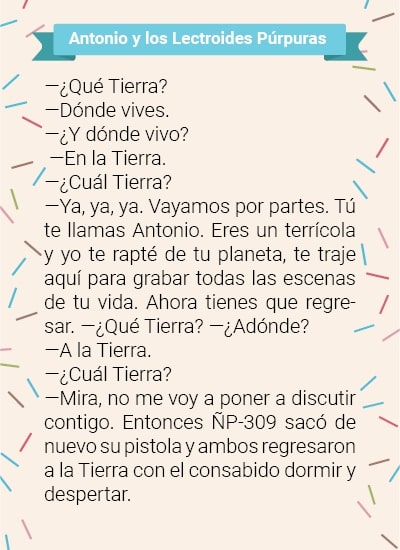 Antonio y los Lectroides Púrpuras
—¿Qué Tierra?
—Dónde vives.
—¿Y dónde vivo?
—En la Tierra.
—¿Cuál Tierra?
—Ya, ya, ya. Vayamos por partes. Tú
te llamas Antonio. Eres un terrícola
y yo te rapté de tu planeta, te traje
aquí para grabar todas las escenas
de tu vida. Ahora tienes que regre-
sar. —¿Qué Tierra? —¿Adónde?
—A la Tierra.
—¿Cuál Tierra?
—Mira, no me voy a poner a discutir
contigo. Entonces ÑP-309 sacó de
nuevo su pistola y ambos regresaron
a la Tierra con el consabido dormir y
despertar.